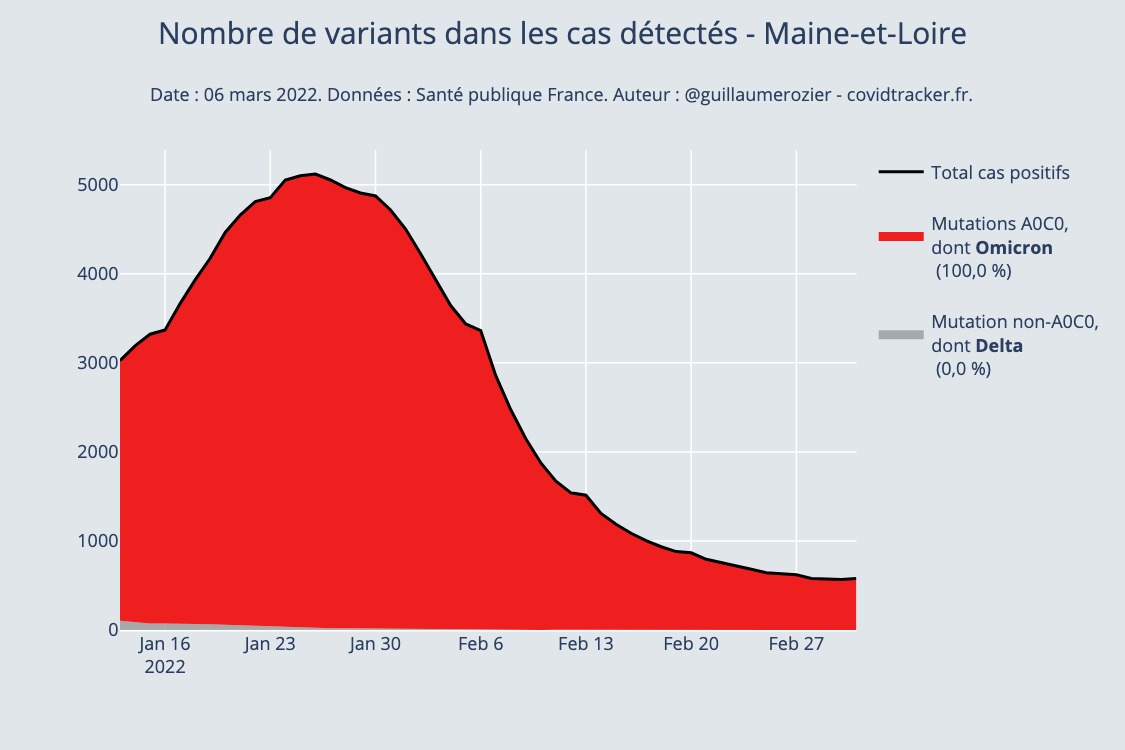 Nombre de variants dans les cas détectés - Maine-et-Loire
Date : 06 mars 2022. Données : Santé publique France. Auteur : @guillaumerozier - covidtracker.fr.
5000
4000
3000
2000
1000
0
Jan 16
2022
Jan 23
Jan 30
Feb 6
Feb 13
Feb 20
Feb 27
Total cas positifs
Mutations A0C0,
dont Omicron
(100,0 %)
Mutation non-A0C0,
dont Delta
(0,0 %)